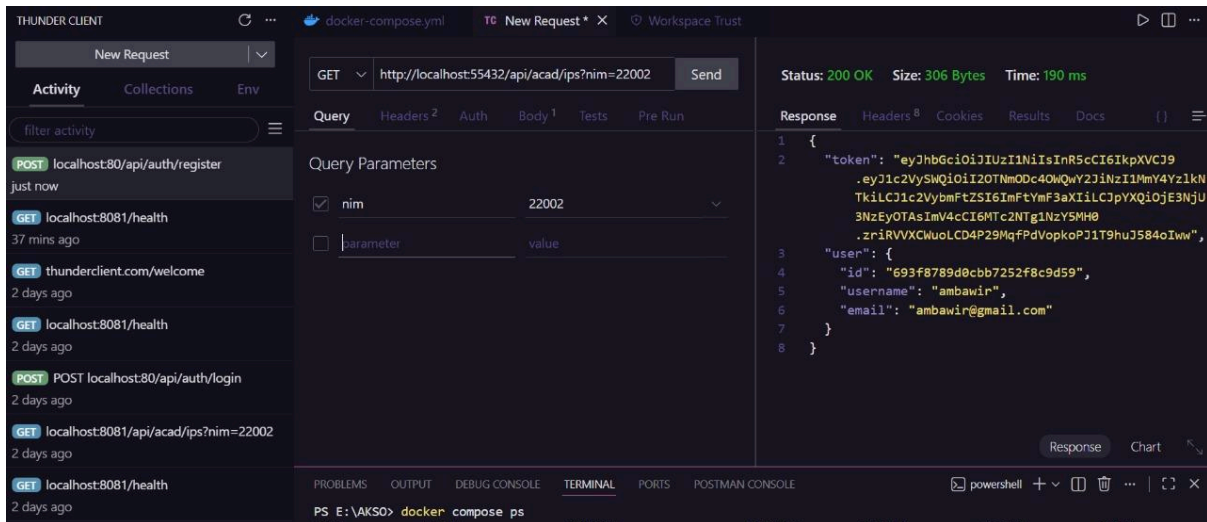 THUNDER CLIENT
New Request
Activity Collections Env
filter activity
POST localhost:80/api/auth/register
just now
GET localhost:8081/health
37 mins ago
GET thunderclient.com/welcome
2 days ago
GET localhost:8081/health
2 days ago
POST POST localhost:80/api/auth/login
2 days ago
GET localhost:8081/api/acad/ips?nim=22002
2 days ago
GET localhost:8081/health
2 days ago
docker-compose.yml TC New Request* Workspace Trust
GET http://localhost:55432/api/acad/ips?nim=22002 Send
Query Headers 2 Auth Body 1 Tests Pre Run
Query Parameters
nim 22002
parameter value
Status: 200 OK Size: 306 Bytes Time: 190 ms
Response Headers 8 Cookies Results Docs {}
1 {
2 "token": "eyJhbGciOiJIUzI1NiIsInR5cCI6IkpXVCJ9
.eyJ1c2VySWQiOiI2OTNmODc4OWQwY2JiNzI1MmY4YzlkN
TkiLCJ1c2VybmFtZSI6ImFtYmF3aXIiLCJpYXQiOjE3NjU
3NzEyOTAsImV4cCI6MTc2NTg1NzY5MH0
.zriRVVXCWuoLCD4P29MqfPdVopkoPJ1T9huJ584oIww",
3 "user": {
4 "id": "693f8789d0cbb7252f8c9d59",
5 "username": "ambawir",
6 "email": "ambawir@gmail.com"
7 }
8 }
Response Chart
PROBLEMS OUTPUT DEBUG CONSOLE TERMINAL PORTS POSTMAN CONSOLE powershell
PS E:\AKSO> docker compose ps